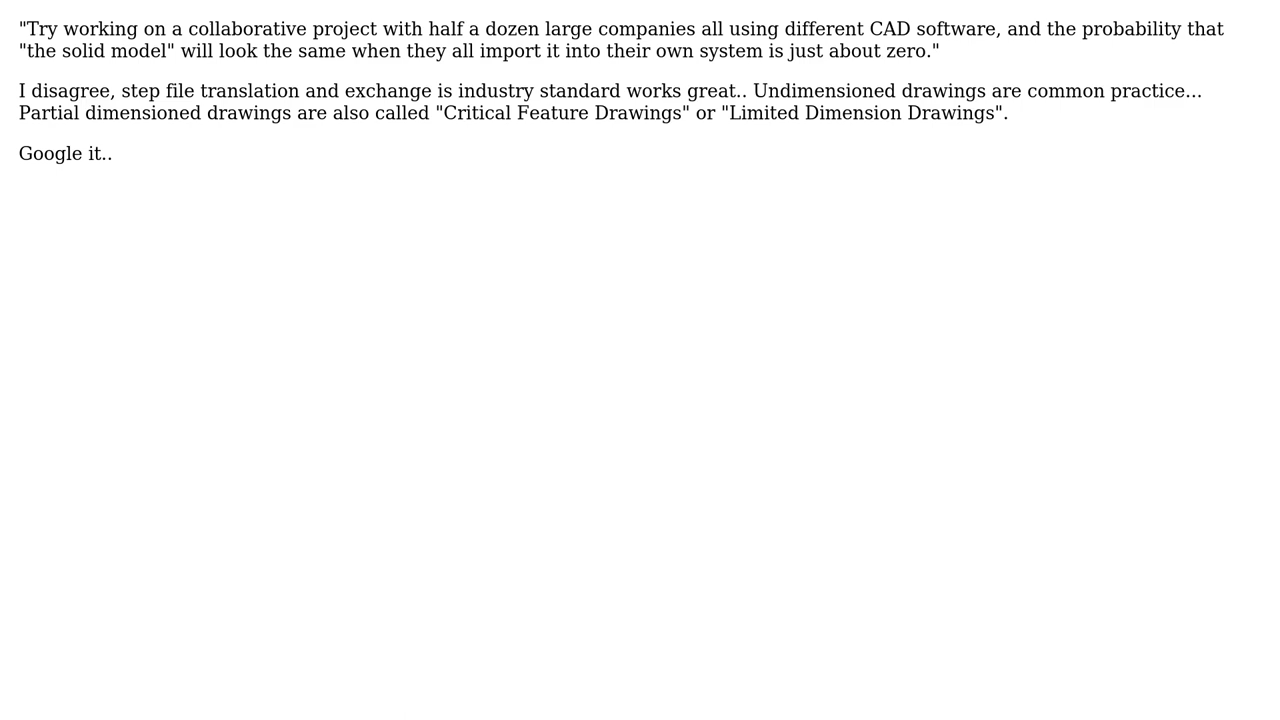 "Try working on a collaborative project with half a dozen large companies all using different CAD software, and the probability that
"the solid model" will look the same when they all import it into their own system is just about zero."
I disagree, step file translation and exchange is industry standard works great.. Undimensioned drawings are common practice...
Partial dimensioned drawings are also called "Critical Feature Drawings" or "Limited Dimension Drawings".
Google it..